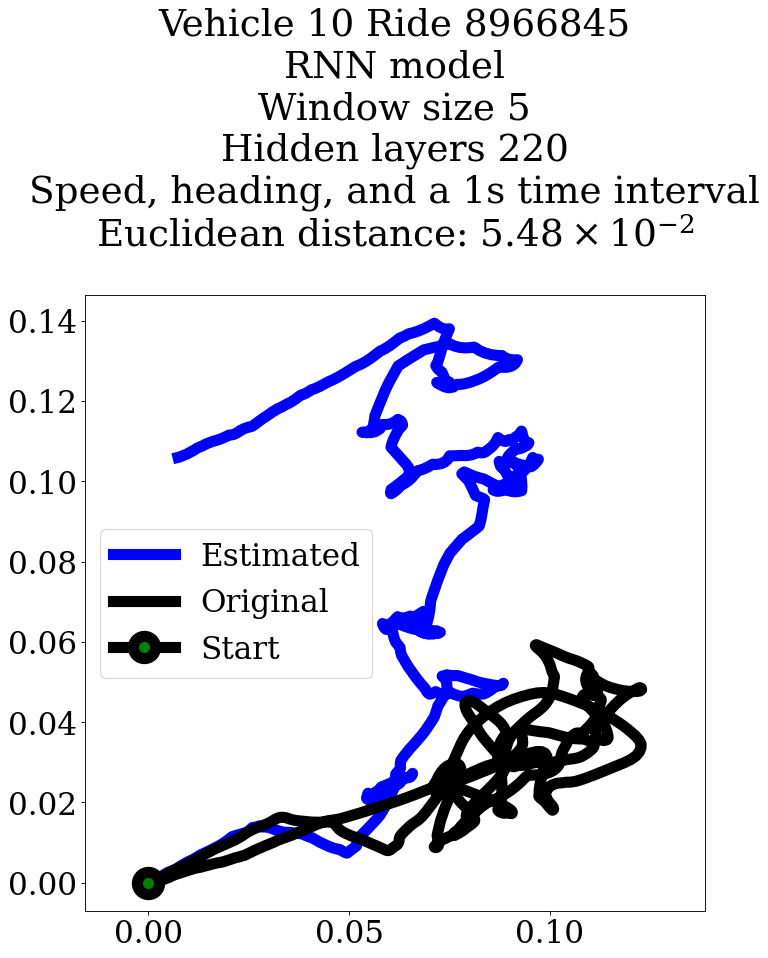 Vehicle 10 Ride 8966845
RNN model
Window size 5
Hidden layers 220
Speed, heading, and a 1s time interval
Euclidean distance: 5.48 × 10⁻²
0.14
0.12
0.10
0.08
0.06
0.04
0.02
0.00
Estimated
Original
Start
0.00 0.05 0.10